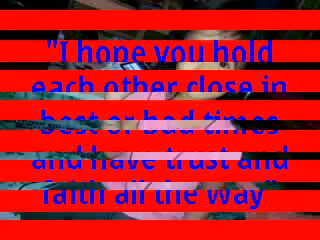 "I hope you hold
each other close in
best or bad times
and have trust and
faith all the way"